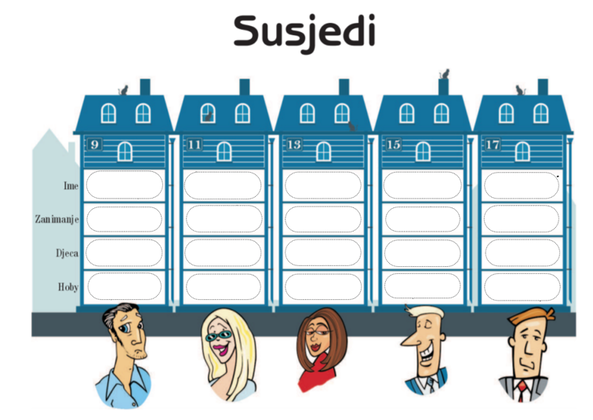 Susjedi
9 11 13 15 17
Ime
Zanimanje
Djeca
Hoby